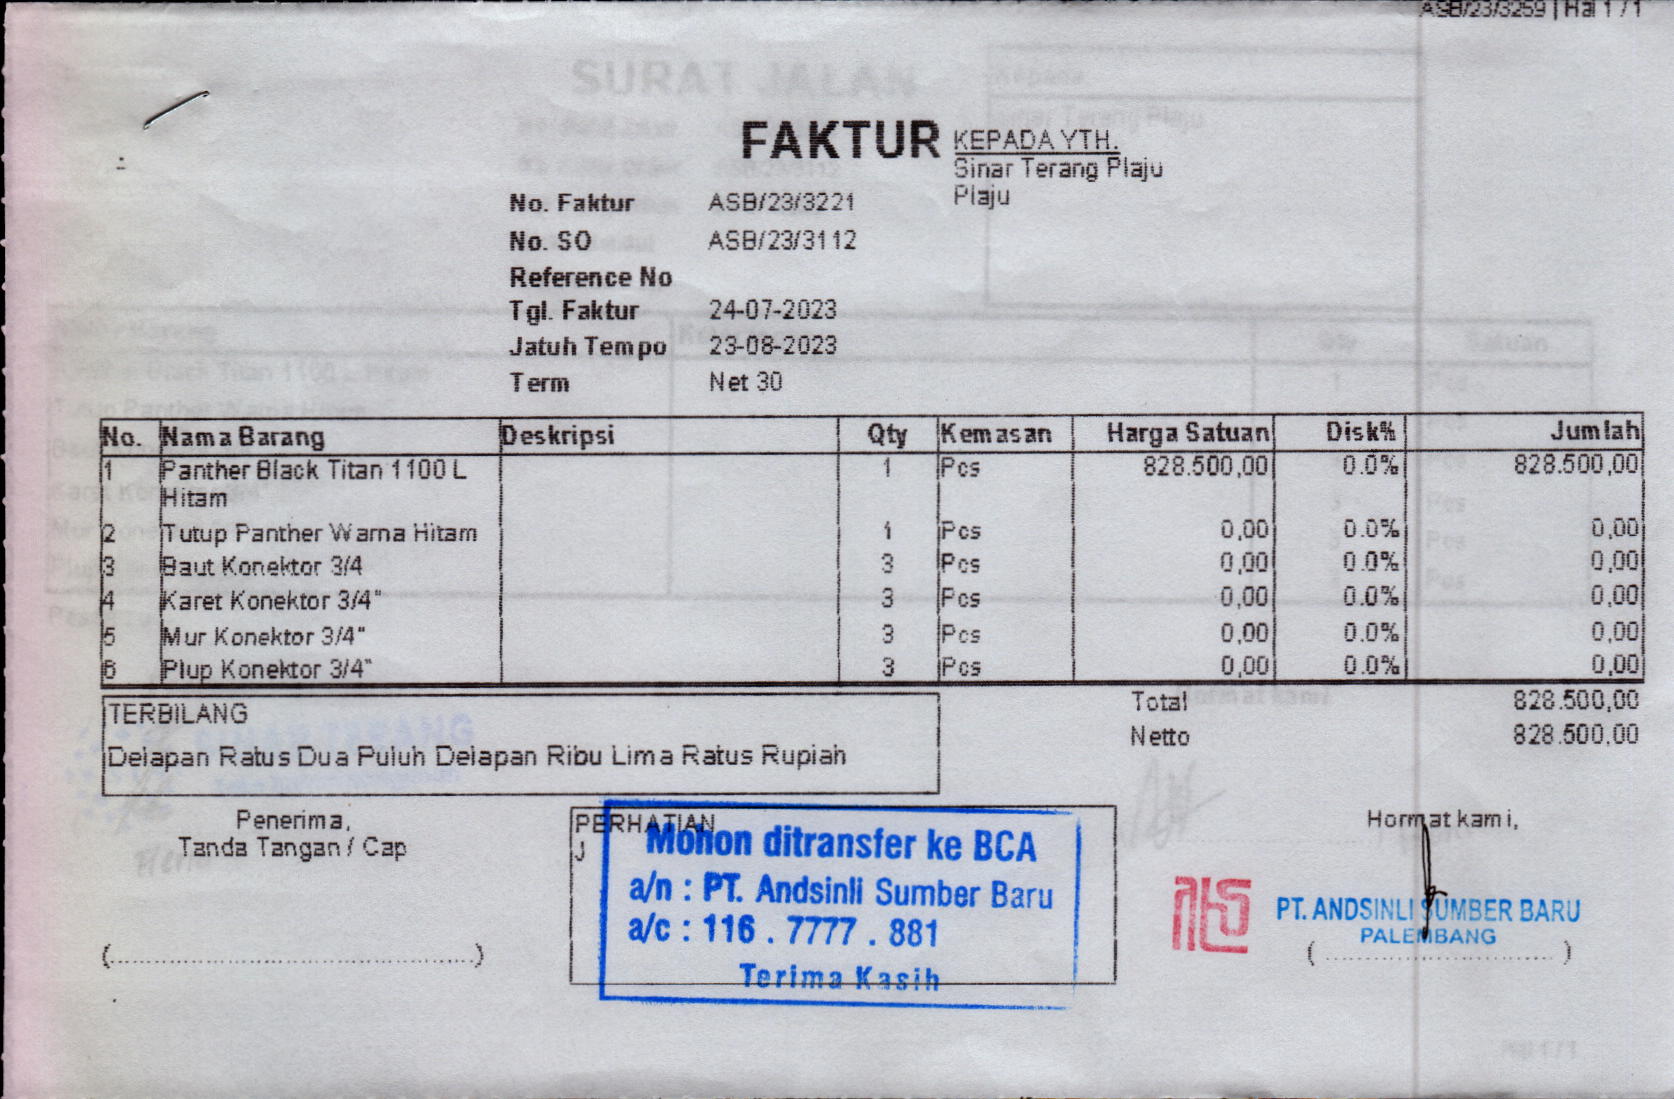 ASB/23/3259 | Hal 1 / 1
SURAT JALAN
FAKTUR
KEPADA YTH.
Sinar Terang Plaju
Plaju
No. Faktur ASB/23/3221
No. SO ASB/23/3112
Reference No
Tgl. Faktur 24-07-2023
Jatuh Tempo 23-08-2023
Term Net 30
No. Nama Barang Deskripsi Qty Kemasan Harga Satuan Disk% Jumlah
1 Panther Black Titan 1100 L 1 Pcs 828.500,00 0.0% 828.500,00
Hitam
2 Tutup Panther Warna Hitam 1 Pcs 0,00 0.0% 0,00
3 Baut Konektor 3/4 3 Pcs 0,00 0.0% 0,00
4 Karet Konektor 3/4" 3 Pcs 0,00 0.0% 0,00
5 Mur Konektor 3/4" 3 Pcs 0,00 0.0% 0,00
6 Plup Konektor 3/4" 3 Pcs 0,00 0.0% 0,00
Total 828.500,00
Netto 828.500,00
TERBILANG
Delapan Ratus Dua Puluh Delapan Ribu Lima Ratus Rupiah
Penerima,
Tanda Tangan / Cap
(........................................)
PERHATIAN
J
Mohon ditransfer ke BCA
a/n : PT. Andsinli Sumber Baru
a/c : 116 . 7777 . 881
Terima Kasih
Hormat kami,
PT. ANDSINLI SUMBER BARU
PALEMBANG
(..............................)